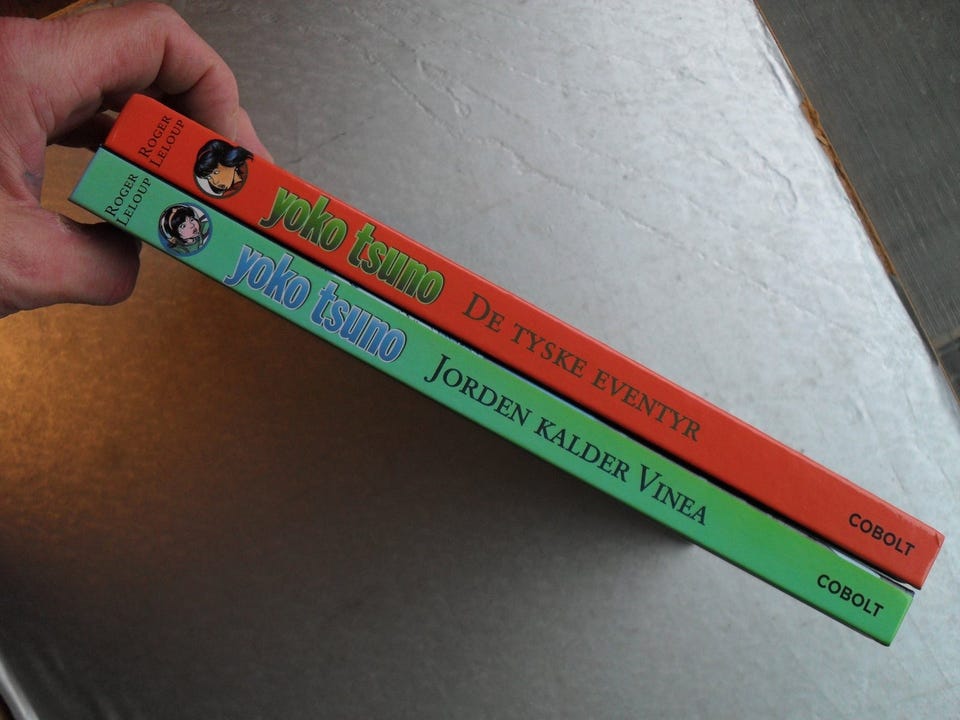 ROGER
LELOUP
yoko tsuno
DE TYSKE EVENTYR
COBOLT
ROGER
LELOUP
yoko tsuno
JORDEN KALDER VINEA
COBOLT